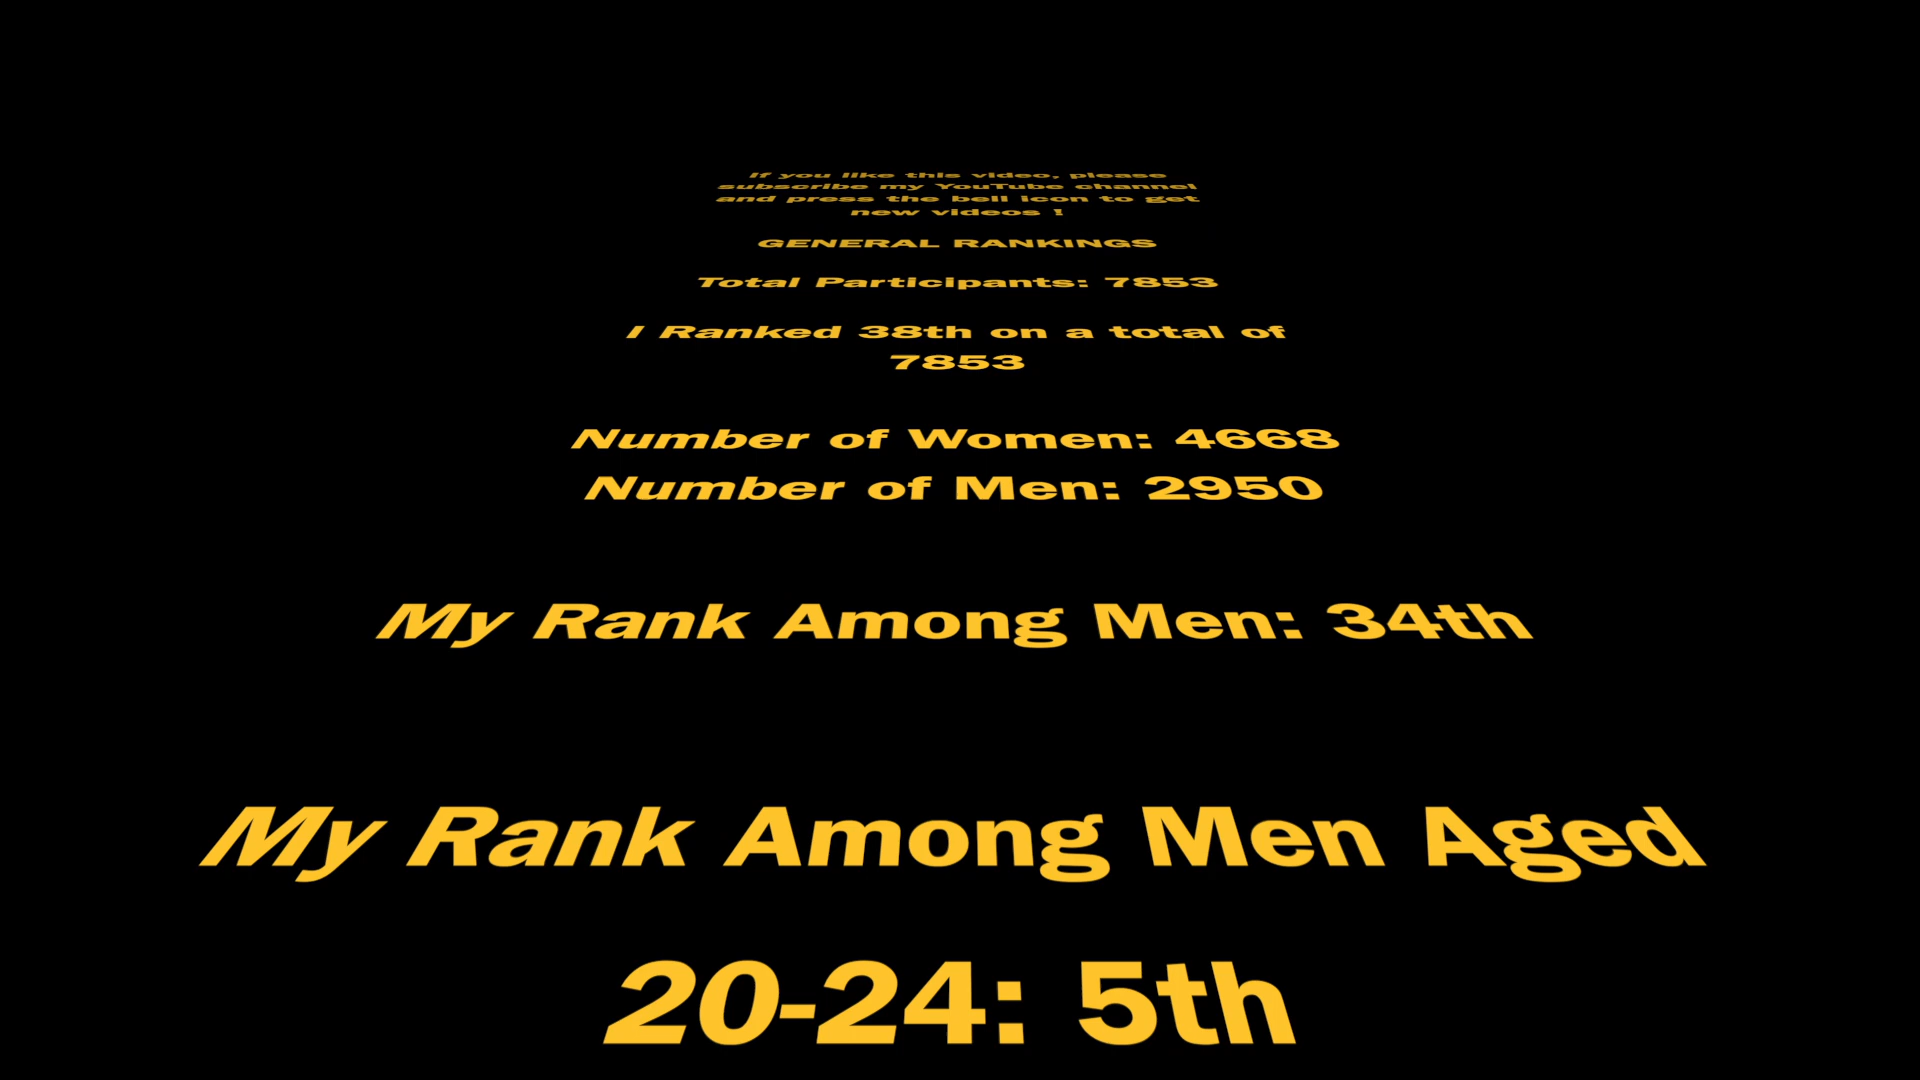 If you like this video, please
subscribe my YouTube channel
and press the bell icon to get
new videos !
GENERAL RANKINGS
Total Participants: 7853
I Ranked 38th on a total of
7853
Number of Women: 4668
Number of Men: 2950
My Rank Among Men: 34th
My Rank Among Men Aged
20-24: 5th